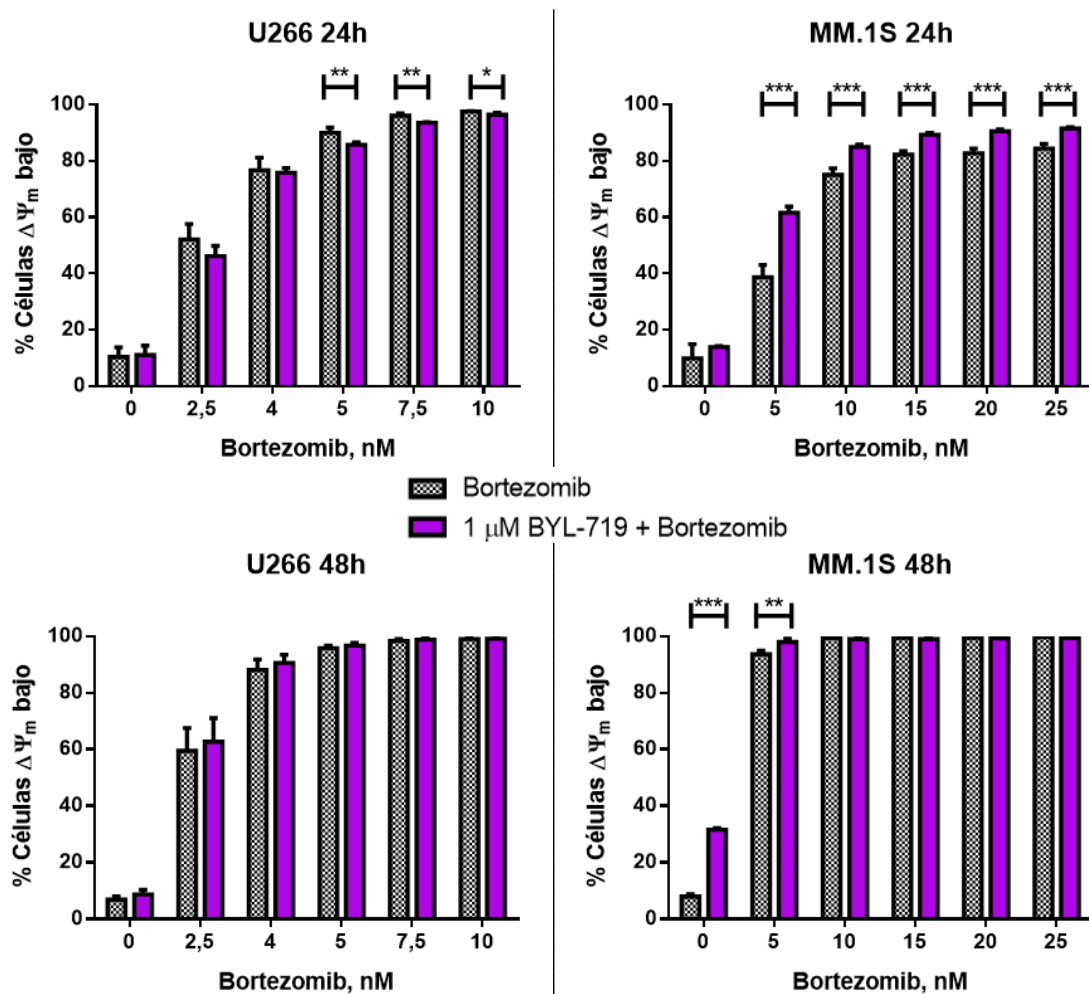 U266 24h
** ** *
% Células ΔΨm bajo
100
80
60
40
20
0
0 2,5 4 5 7,5 10
Bortezomib, nM
MM.1S 24h
*** *** *** *** ***
% Células ΔΨm bajo
100
80
60
40
20
0
0 5 10 15 20 25
Bortezomib, nM
Bortezomib
1 µM BYL-719 + Bortezomib
U266 48h
% Células ΔΨm bajo
100
80
60
40
20
0
0 2,5 4 5 7,5 10
Bortezomib, nM
MM.1S 48h
*** **
% Células ΔΨm bajo
100
80
60
40
20
0
0 5 10 15 20 25
Bortezomib, nM